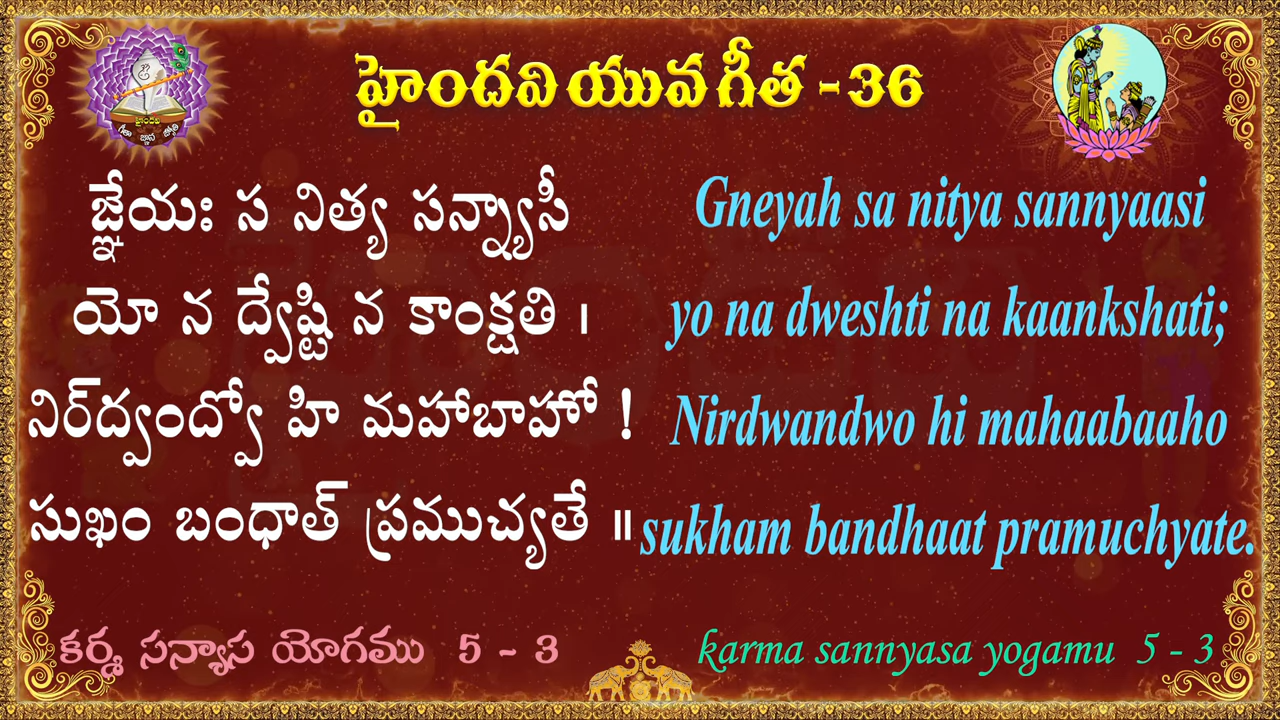 హైందవి యువ గీత - 36
హైందవి
గీతా జ్ఞాన జ్యోతి
జ్ఞేయః స నిత్య సన్న్యాసీ
యో న ద్వేష్టి న కాంక్షతి ।
నిర్ద్వంద్వో హి మహాబాహో !
సుఖం బంధాత్ ప్రముచ్యతే ॥
Gneyah sa nitya sannyaasi
yo na dweshti na kaankshati;
Nirdwandwo hi mahaabaaho
sukham bandhaat pramuchyate.
కర్మ సన్యాస యోగము 5 - 3
karma sannyasa yogamu 5 - 3